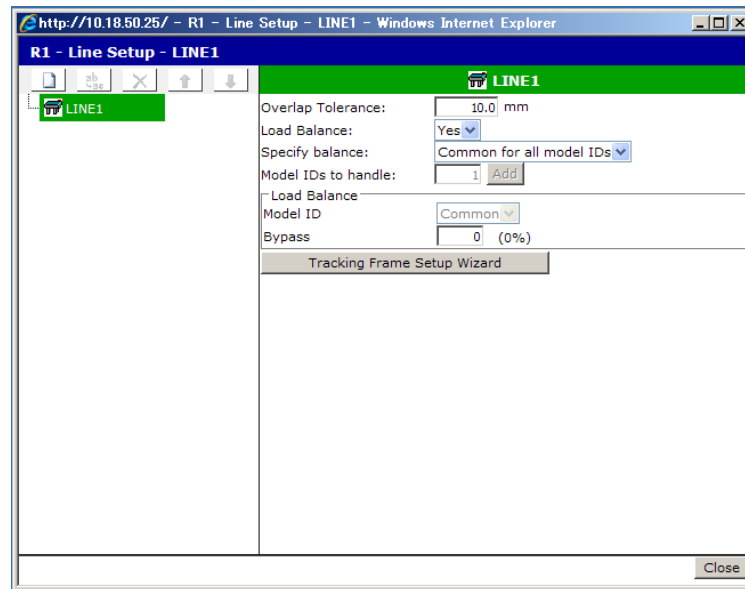 http://10.18.50.25/ - R1 - Line Setup - LINE1 - Windows Internet Explorer
R1 - Line Setup - LINE1
ab
ac
LINE1
LINE1
Overlap Tolerance: 10.0 mm
Load Balance: Yes
Specify balance: Common for all model IDs
Model IDs to handle: 1 Add
Load Balance
Model ID Common
Bypass 0 (0%)
Tracking Frame Setup Wizard
Close